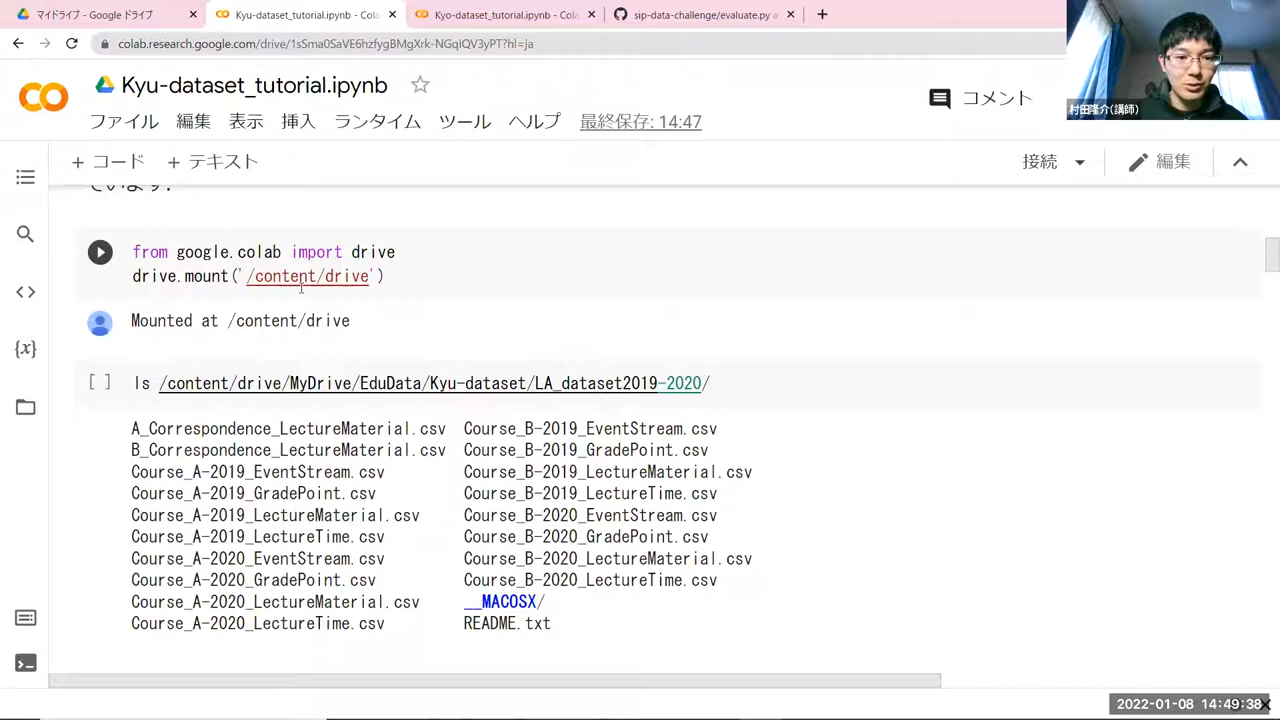 マイドライブ - Google ドライブ
Kyu-dataset_tutorial.ipynb - Cola
Kyo-dataset_tutorial.ipynb - Cola
sip-data-challenge/evaluate.py a
colab.research.google.com/drive/1sSma0SaVE6hzfygBMgXrk-NGqIQV3yPT?hl=ja
CO
Kyu-dataset_tutorial.ipynb
コメント
村田隆介(講師)
ファイル 編集 表示 挿入 ランタイム ツール ヘルプ 最終保存: 14:47
+ コード + テキスト 接続 編集
from google.colab import drive
drive.mount('/content/drive')
Mounted at /content/drive
[ ] ls /content/drive/MyDrive/EduData/Kyu-dataset/LA_dataset2019-2020/
A_Correspondence_LectureMaterial.csv Course_B-2019_EventStream.csv
B_Correspondence_LectureMaterial.csv Course_B-2019_GradePoint.csv
Course_A-2019_EventStream.csv Course_B-2019_LectureMaterial.csv
Course_A-2019_GradePoint.csv Course_B-2019_LectureTime.csv
Course_A-2019_LectureMaterial.csv Course_B-2020_EventStream.csv
Course_A-2019_LectureTime.csv Course_B-2020_GradePoint.csv
Course_A-2020_EventStream.csv Course_B-2020_LectureMaterial.csv
Course_A-2020_GradePoint.csv Course_B-2020_LectureTime.csv
Course_A-2020_LectureMaterial.csv __MACOSX/
Course_A-2020_LectureTime.csv README.txt
2022-01-08 14:49:38